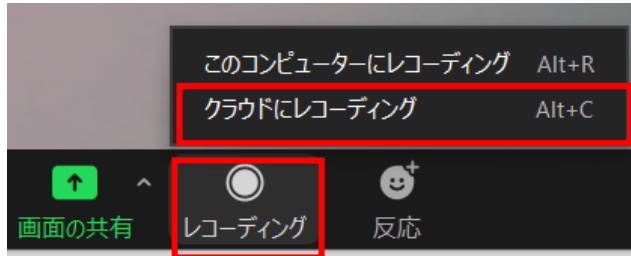 このコンピューターにレコーディング Alt+R
クラウドにレコーディング Alt+C
画面の共有 レコーディング 反応